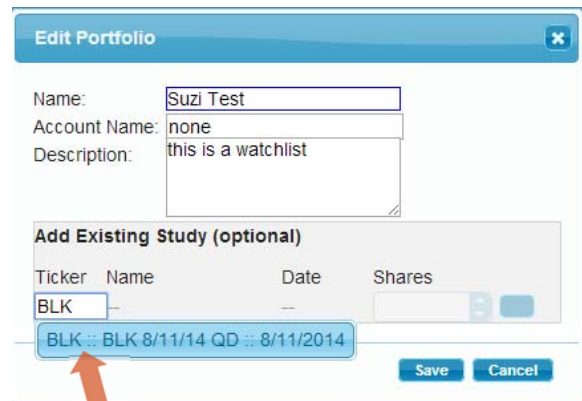 Edit Portfolio
Name: Suzi Test
Account Name: none
Description: this is a watchlist
Add Existing Study (optional)
Ticker Name Date Shares
BLK -- --
BLK :: BLK 8/11/14 QD :: 8/11/2014
Save Cancel